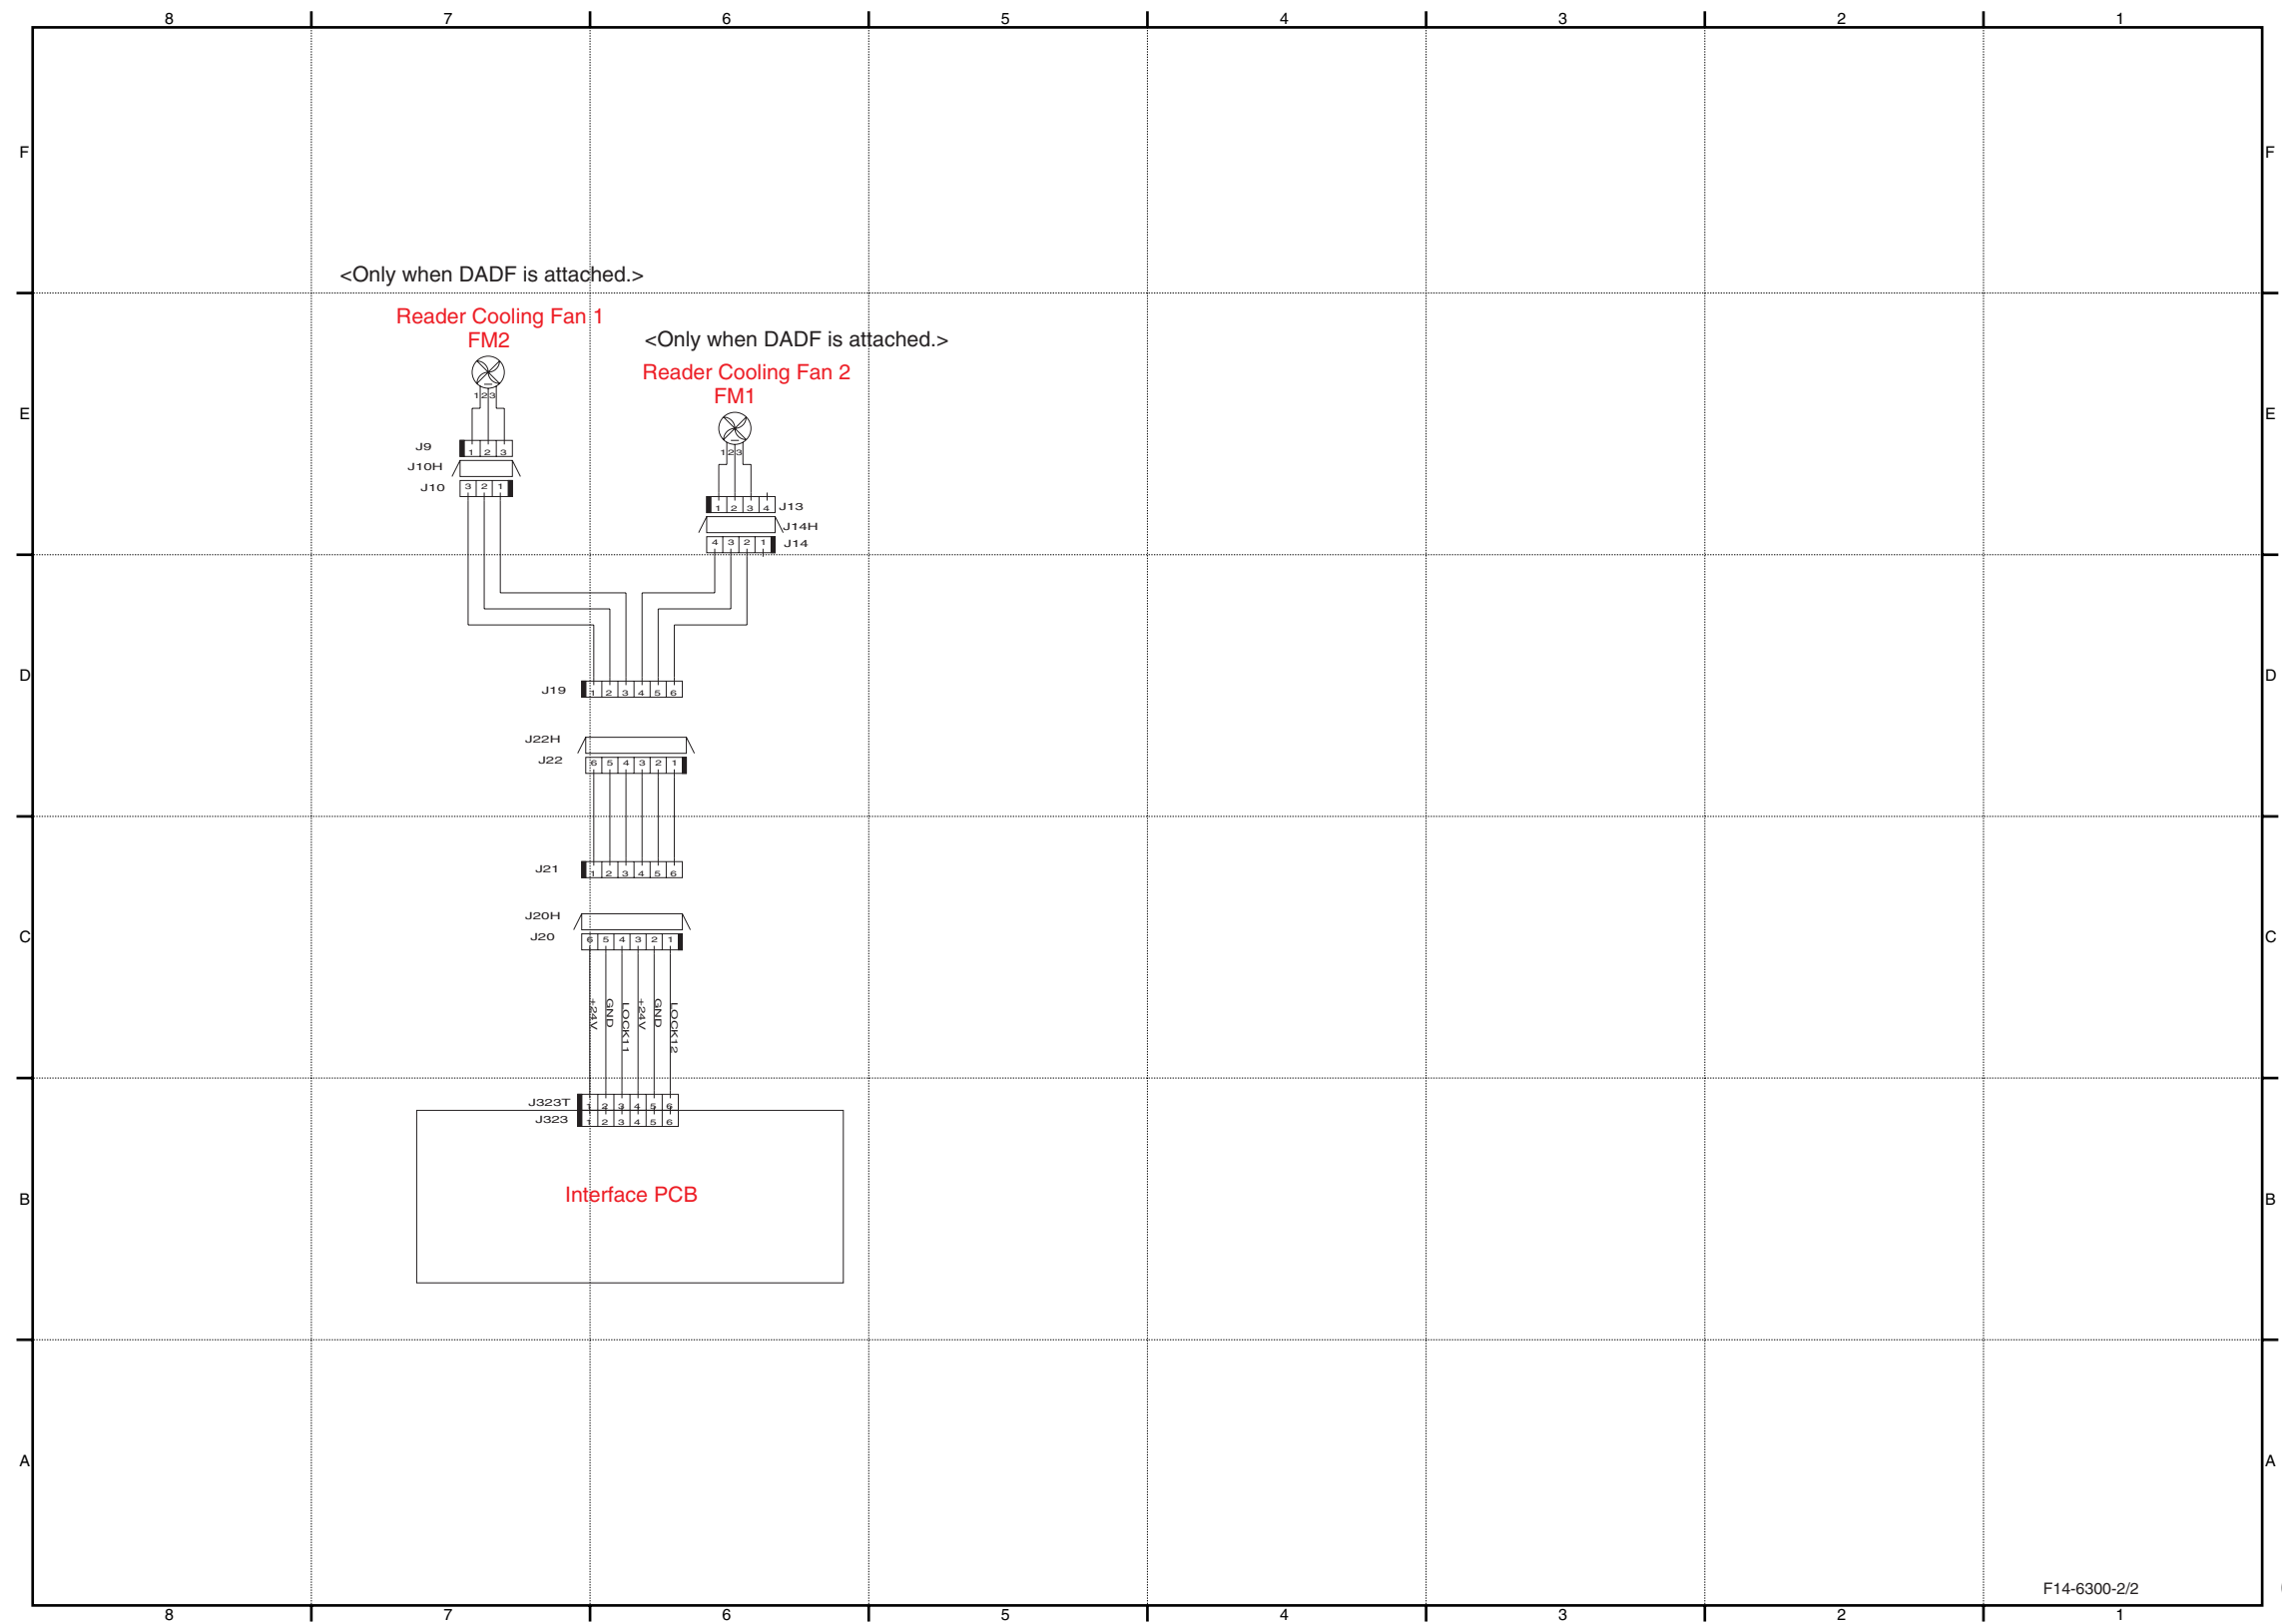 8 7 6 5 4 3 2 1
F F
<Only when DADF is attached.>
Reader Cooling Fan 1
FM2
<Only when DADF is attached.>
Reader Cooling Fan 2
FM1
1 2 3
E E
J9 1 2 3
J10H
J10 3 2 1
1 2 3
1 2 3 4 J13
J14H
4 3 2 1 J14
D D
J19 1 2 3 4 5 6
J22H
J22 6 5 4 3 2 1
J21 1 2 3 4 5 6
J20H
C C
J20 6 5 4 3 2 1
+24V
GND
LOCK11
+24V
GND
LOCK12
J323T 1 2 3 4 5 6
J323 1 2 3 4 5 6
B B
Interface PCB
A A
F14-6300-2/2
8 7 6 5 4 3 2 1